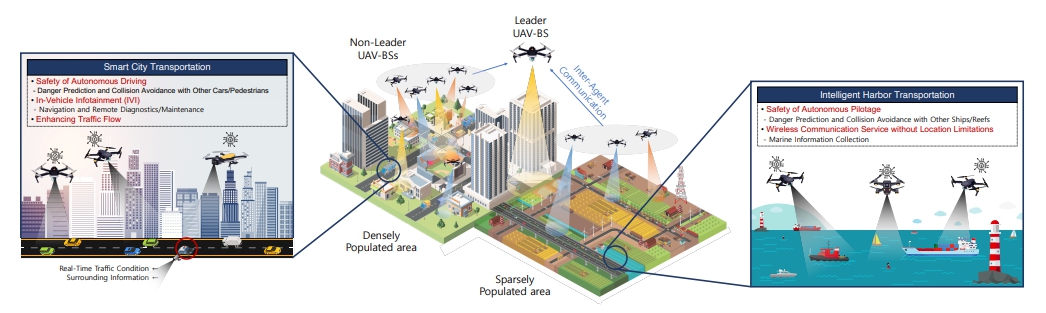 Smart City Transportation
• Safety of Autonomous Driving
- Danger Prediction and Collision Avoidance with Other Cars/Pedestrians
• In-Vehicle Infotainment (IVI)
- Navigation and Remote Diagnostics/Maintenance
• Enhancing Traffic Flow
Real-Time Traffic Condition ←
Surrounding Information ←
Non-Leader
UAV-BSs
Leader
UAV-BS
Inter-Agent
Communication
Densely
Populated area
Sparsely
Populated area
Intelligent Harbor Transportation
• Safety of Autonomous Pilotage
- Danger Prediction and Collision Avoidance with Other Ships/Reefs
• Wireless Communication Service without Location Limitations
- Marine Information Collection